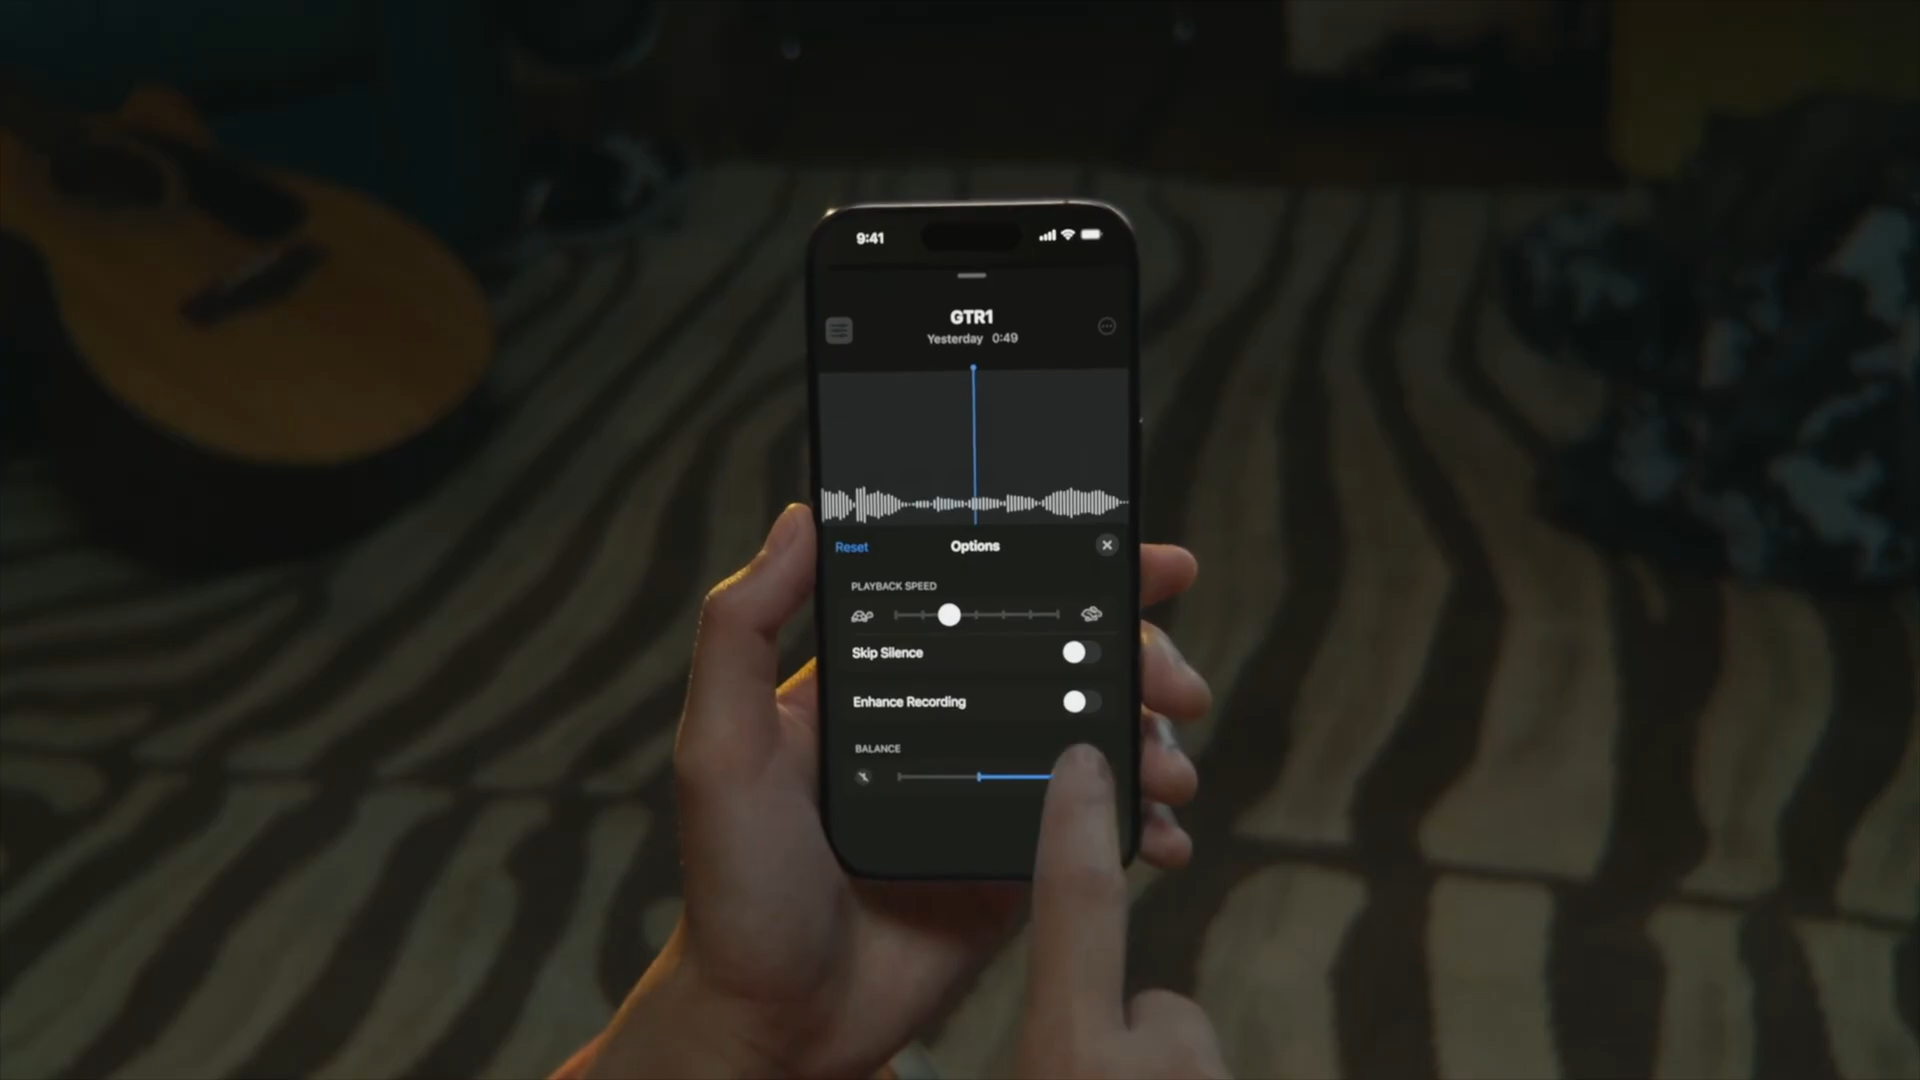 9:41
GTR1
Yesterday 0:49
Reset Options
PLAYBACK SPEED
Skip Silence
Enhance Recording
BALANCE